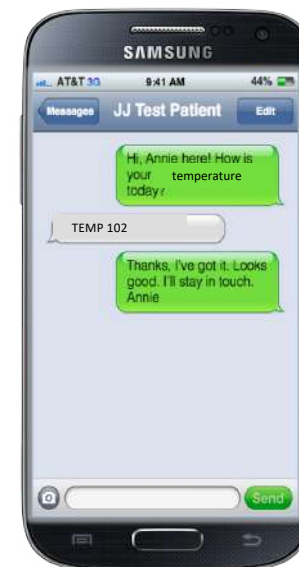 SAMSUNG
AT&T 3G 9:41 AM 44%
Messages JJ Test Patient Edit
Hi, Annie here! How is
your temperature
today?
TEMP 102
Thanks, I've got it. Looks
good. I'll stay in touch.
Annie
Send